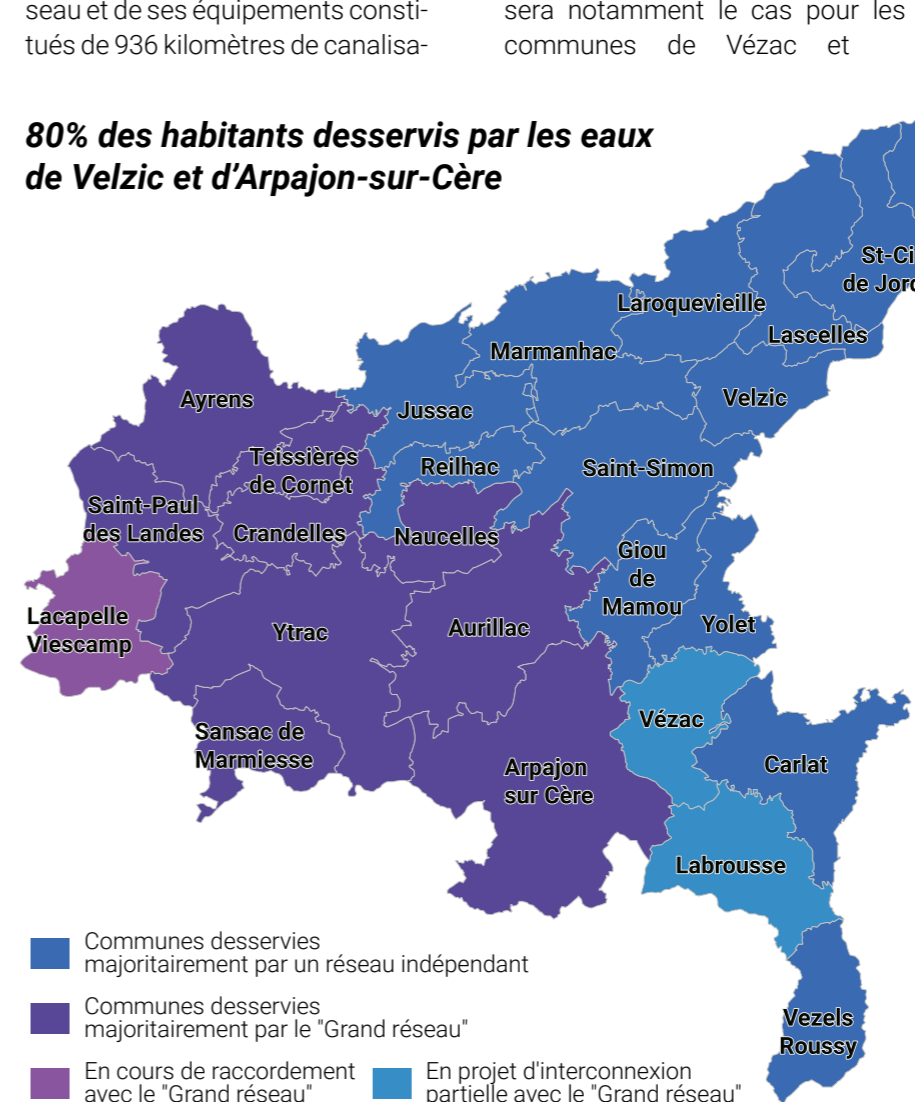 seau et de ses équipements consti-
tués de 936 kilomètres de canalisa-
sera notamment le cas pour les
communes de Vézac et
80% des habitants desservis par les eaux
de Velzic et d'Arpajon-sur-Cère
St-Ci
de Jord
Laroquevieille
Lascelles
Marmanhac
Velzic
Ayrens
Jussac
Teissières
de Cornet
Reilhac
Saint-Simon
Saint-Paul
des Landes
Crandelles
Naucelles
Giou
de
Mamou
Lacapelle
Viescamp
Ytrac
Aurillac
Yolet
Vézac
Sansac de
Marmiesse
Arpajon
sur Cère
Carlat
Labrousse
Vezels
Roussy
Communes desservies
majoritairement par un réseau indépendant
Communes desservies
majoritairement par le "Grand réseau"
En cours de raccordement
avec le "Grand réseau"
En projet d'interconnexion
partielle avec le "Grand réseau"